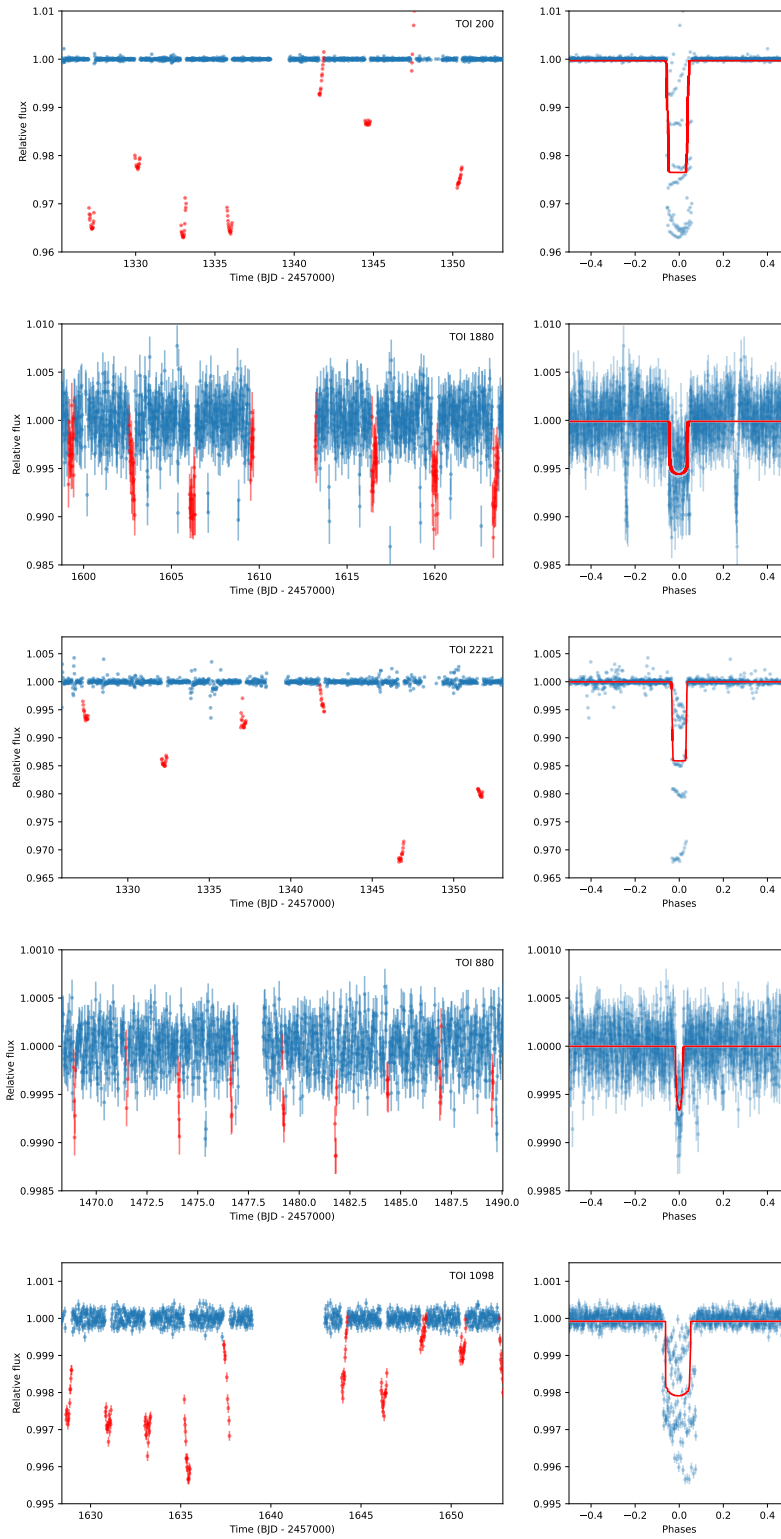 TOI 200
1.01
1.00
0.99
0.98
0.97
0.96
Relative flux
1330 1335 1340 1345 1350
Time (BJD - 2457000)
1.01
1.00
0.99
0.98
0.97
0.96
−0.4 −0.2 0.0 0.2 0.4
Phases
TOI 1880
1.010
1.005
1.000
0.995
0.990
0.985
Relative flux
1600 1605 1610 1615 1620
Time (BJD - 2457000)
1.010
1.005
1.000
0.995
0.990
0.985
−0.4 −0.2 0.0 0.2 0.4
Phases
TOI 2221
1.005
1.000
0.995
0.990
0.985
0.980
0.975
0.970
0.965
Relative flux
1330 1335 1340 1345 1350
Time (BJD - 2457000)
1.005
1.000
0.995
0.990
0.985
0.980
0.975
0.970
0.965
−0.4 −0.2 0.0 0.2 0.4
Phases
TOI 880
1.0010
1.0005
1.0000
0.9995
0.9990
0.9985
Relative flux
1470.0 1472.5 1475.0 1477.5 1480.0 1482.5 1485.0 1487.5 1490.0
Time (BJD - 2457000)
1.0010
1.0005
1.0000
0.9995
0.9990
0.9985
−0.4 −0.2 0.0 0.2 0.4
Phases
TOI 1098
1.001
1.000
0.999
0.998
0.997
0.996
0.995
Relative flux
1630 1635 1640 1645 1650
Time (BJD - 2457000)
1.001
1.000
0.999
0.998
0.997
0.996
0.995
−0.4 −0.2 0.0 0.2 0.4
Phases